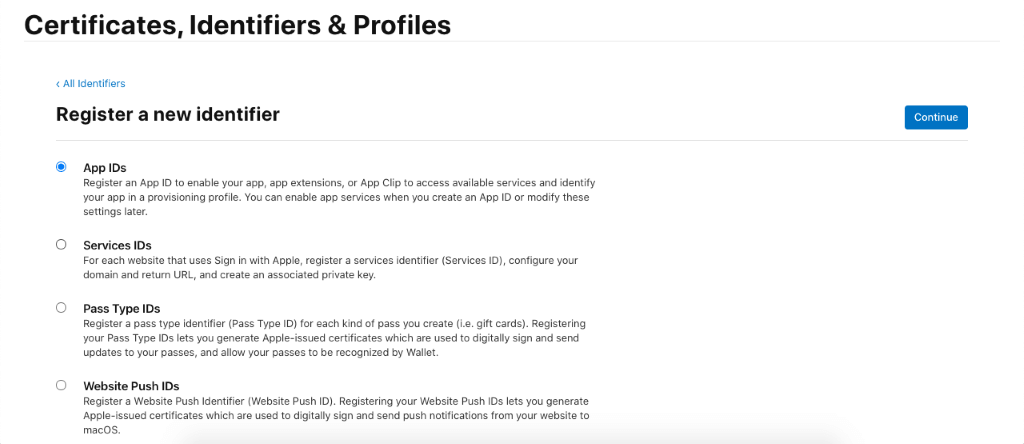 Certificates, Identifiers & Profiles
‹ All Identifiers
Register a new identifier
Continue
App IDs
Register an App ID to enable your app, app extensions, or App Clip to access available services and identify
your app in a provisioning profile. You can enable app services when you create an App ID or modify these
settings later.
Services IDs
For each website that uses Sign in with Apple, register a services identifier (Services ID), configure your
domain and return URL, and create an associated private key.
Pass Type IDs
Register a pass type identifier (Pass Type ID) for each kind of pass you create (i.e. gift cards). Registering
your Pass Type IDs lets you generate Apple-issued certificates which are used to digitally sign and send
updates to your passes, and allow your passes to be recognized by Wallet.
Website Push IDs
Register a Website Push Identifier (Website Push ID). Registering your Website Push IDs lets you generate
Apple-issued certificates which are used to digitally sign and send push notifications from your website to
macOS.